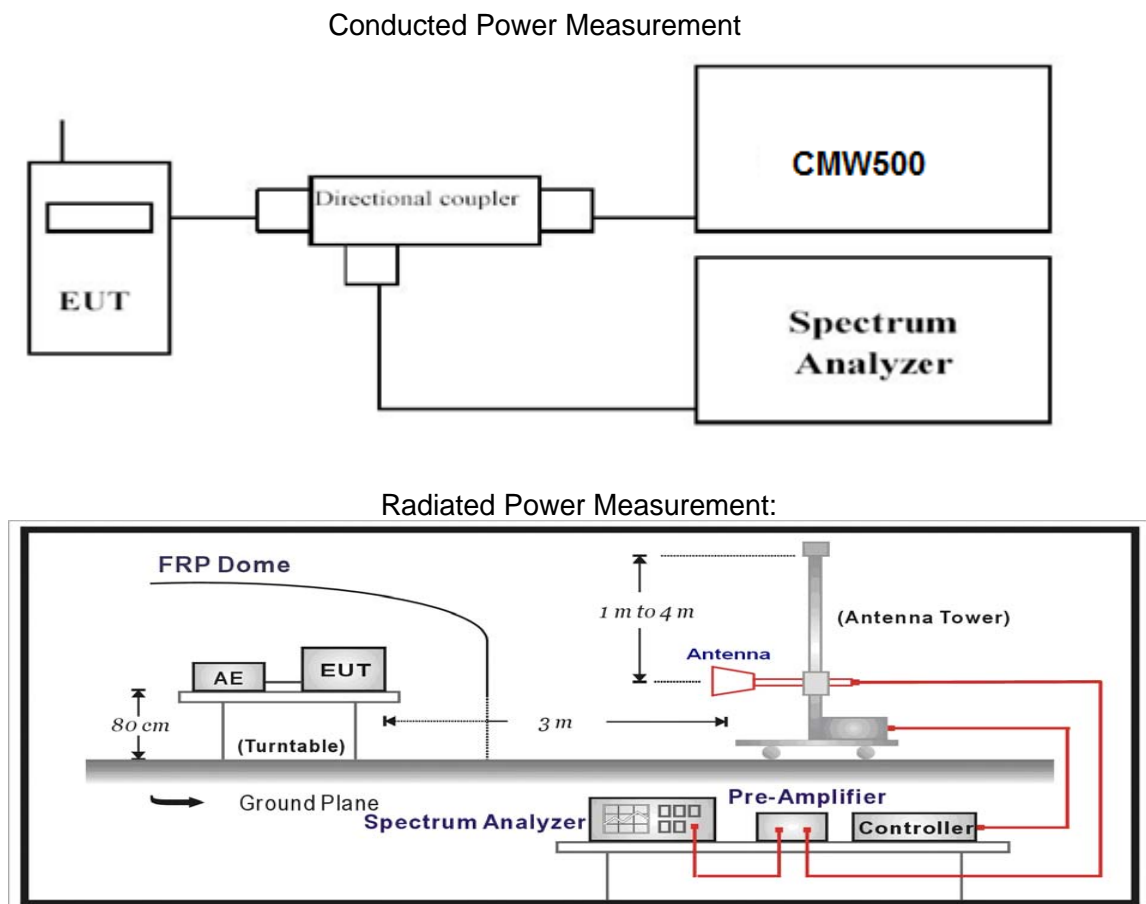 Conducted Power Measurement
CMW500
Directional coupler
EUT
Spectrum
Analyzer
Radiated Power Measurement:
FRP Dome
1 m to 4 m
(Antenna Tower)
Antenna
AE
EUT
80 cm
3 m
(Turntable)
Ground Plane
Pre-Amplifier
Spectrum Analyzer
Controller